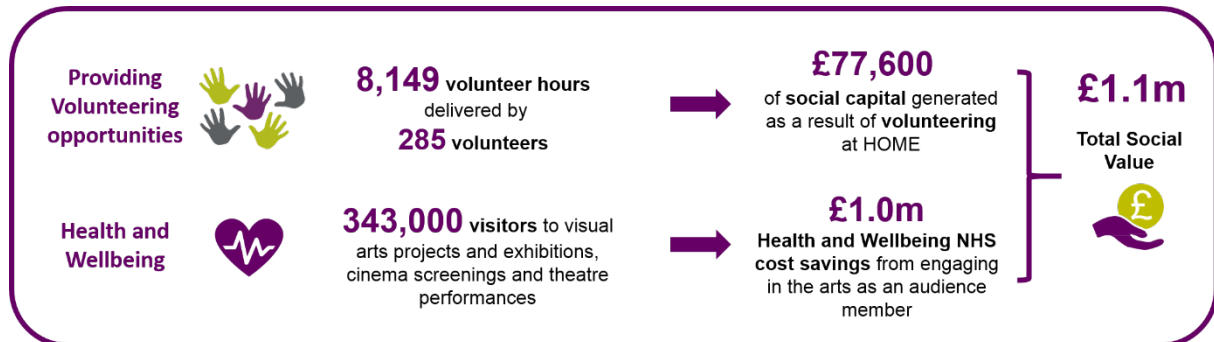 Providing
Volunteering
opportunities
8,149 volunteer hours
delivered by
285 volunteers
£77,600
of social capital generated
as a result of volunteering
at HOME
Health and
Wellbeing
343,000 visitors to visual
arts projects and exhibitions,
cinema screenings and theatre
performances
£1.0m
Health and Wellbeing NHS
cost savings from engaging
in the arts as an audience
member
£1.1m
Total Social
Value
£